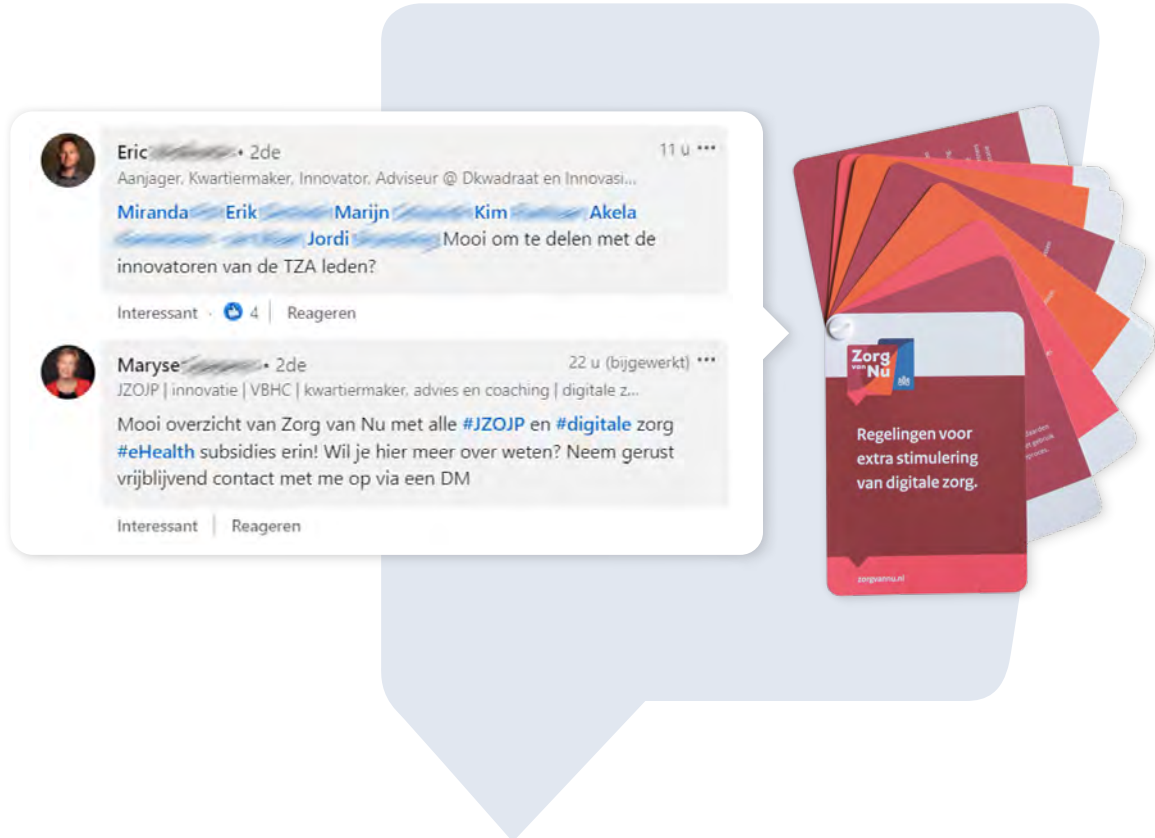 Eric • 2de 11 u •••
Aanjager, Kwartiermaker, Innovator, Adviseur @ Dkwadraat en Innovasi...
Miranda Erik Marijn Kim Akela
Jordi Mooi om te delen met de
innovatoren van de TZA leden?
Interessant · 4 | Reageren
Maryse • 2de 22 u (bijgewerkt) •••
JZOJP | innovatie | VBHC | kwartiermaker, advies en coaching | digitale z...
Mooi overzicht van Zorg van Nu met alle #JZOJP en #digitale zorg
#eHealth subsidies erin! Wil je hier meer over weten? Neem gerust
vrijblijvend contact met me op via een DM
Interessant | Reageren
Zorg
van Nu
Regelingen voor
extra stimulering
van digitale zorg.
zorgvannu.nl